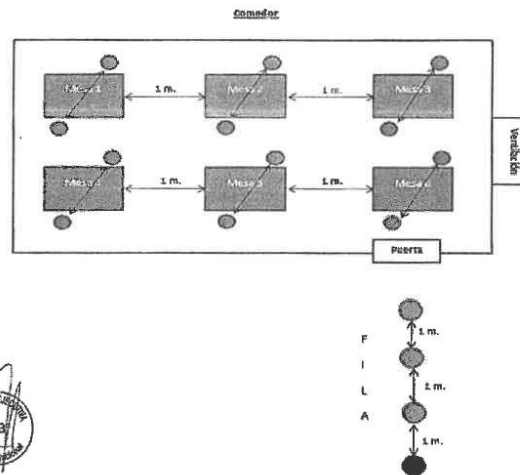 Comedor
Mesa 1
1 m.
Mesa 2
1 m.
Mesa 3
Mesa 4
1 m.
Mesa 5
1 m.
Mesa 6
Ventilación
Puerta
F
I
L
A
1 m.
1 m.
1 m.